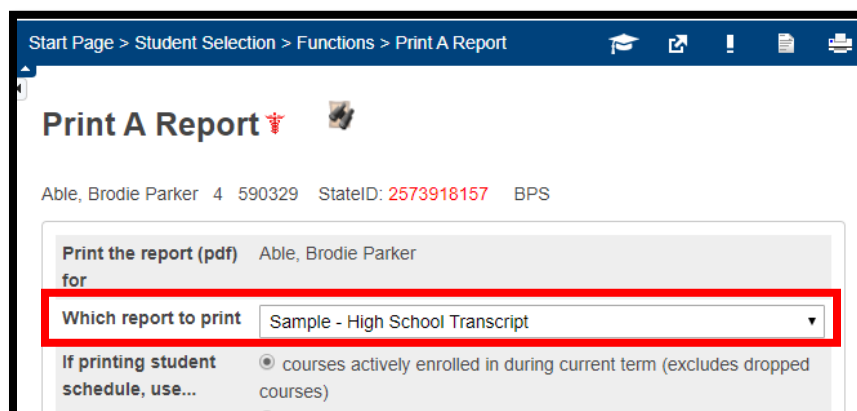 Start Page > Student Selection > Functions > Print A Report
Print A Report
Able, Brodie Parker 4 590329 StateID: 2573918157 BPS
Print the report (pdf) for Able, Brodie Parker
Which report to print Sample - High School Transcript
If printing student schedule, use... courses actively enrolled in during current term (excludes dropped courses)